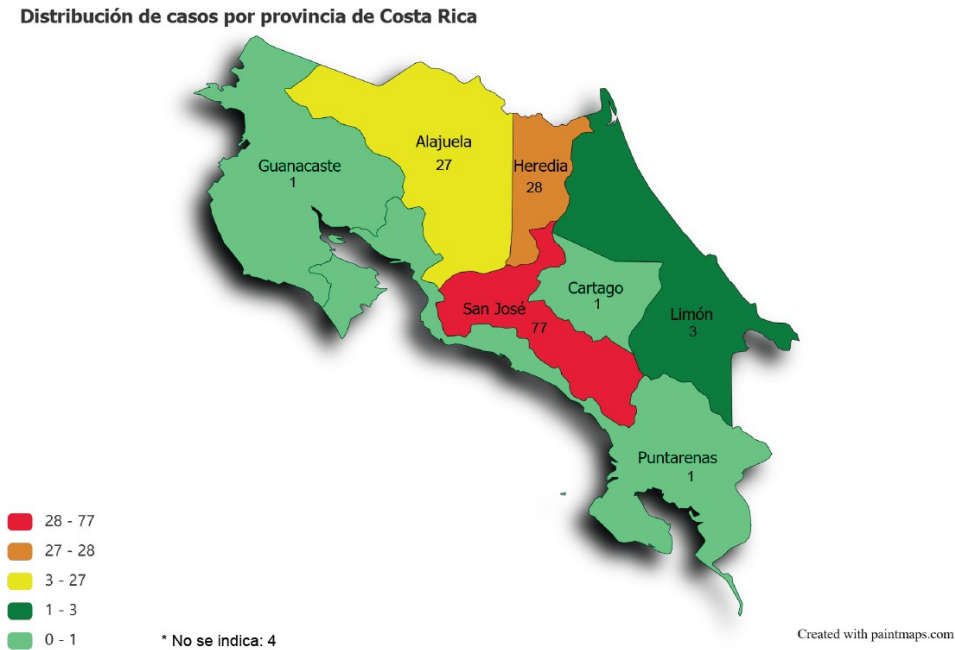 Distribución de casos por provincia de Costa Rica
Alajuela
27
Guanacaste
1
Heredia
28
Cartago
1
San José
77
Limón
3
Puntarenas
1
28 - 77
27 - 28
3 - 27
1 - 3
0 - 1
* No se indica: 4
Created with paintmaps.com